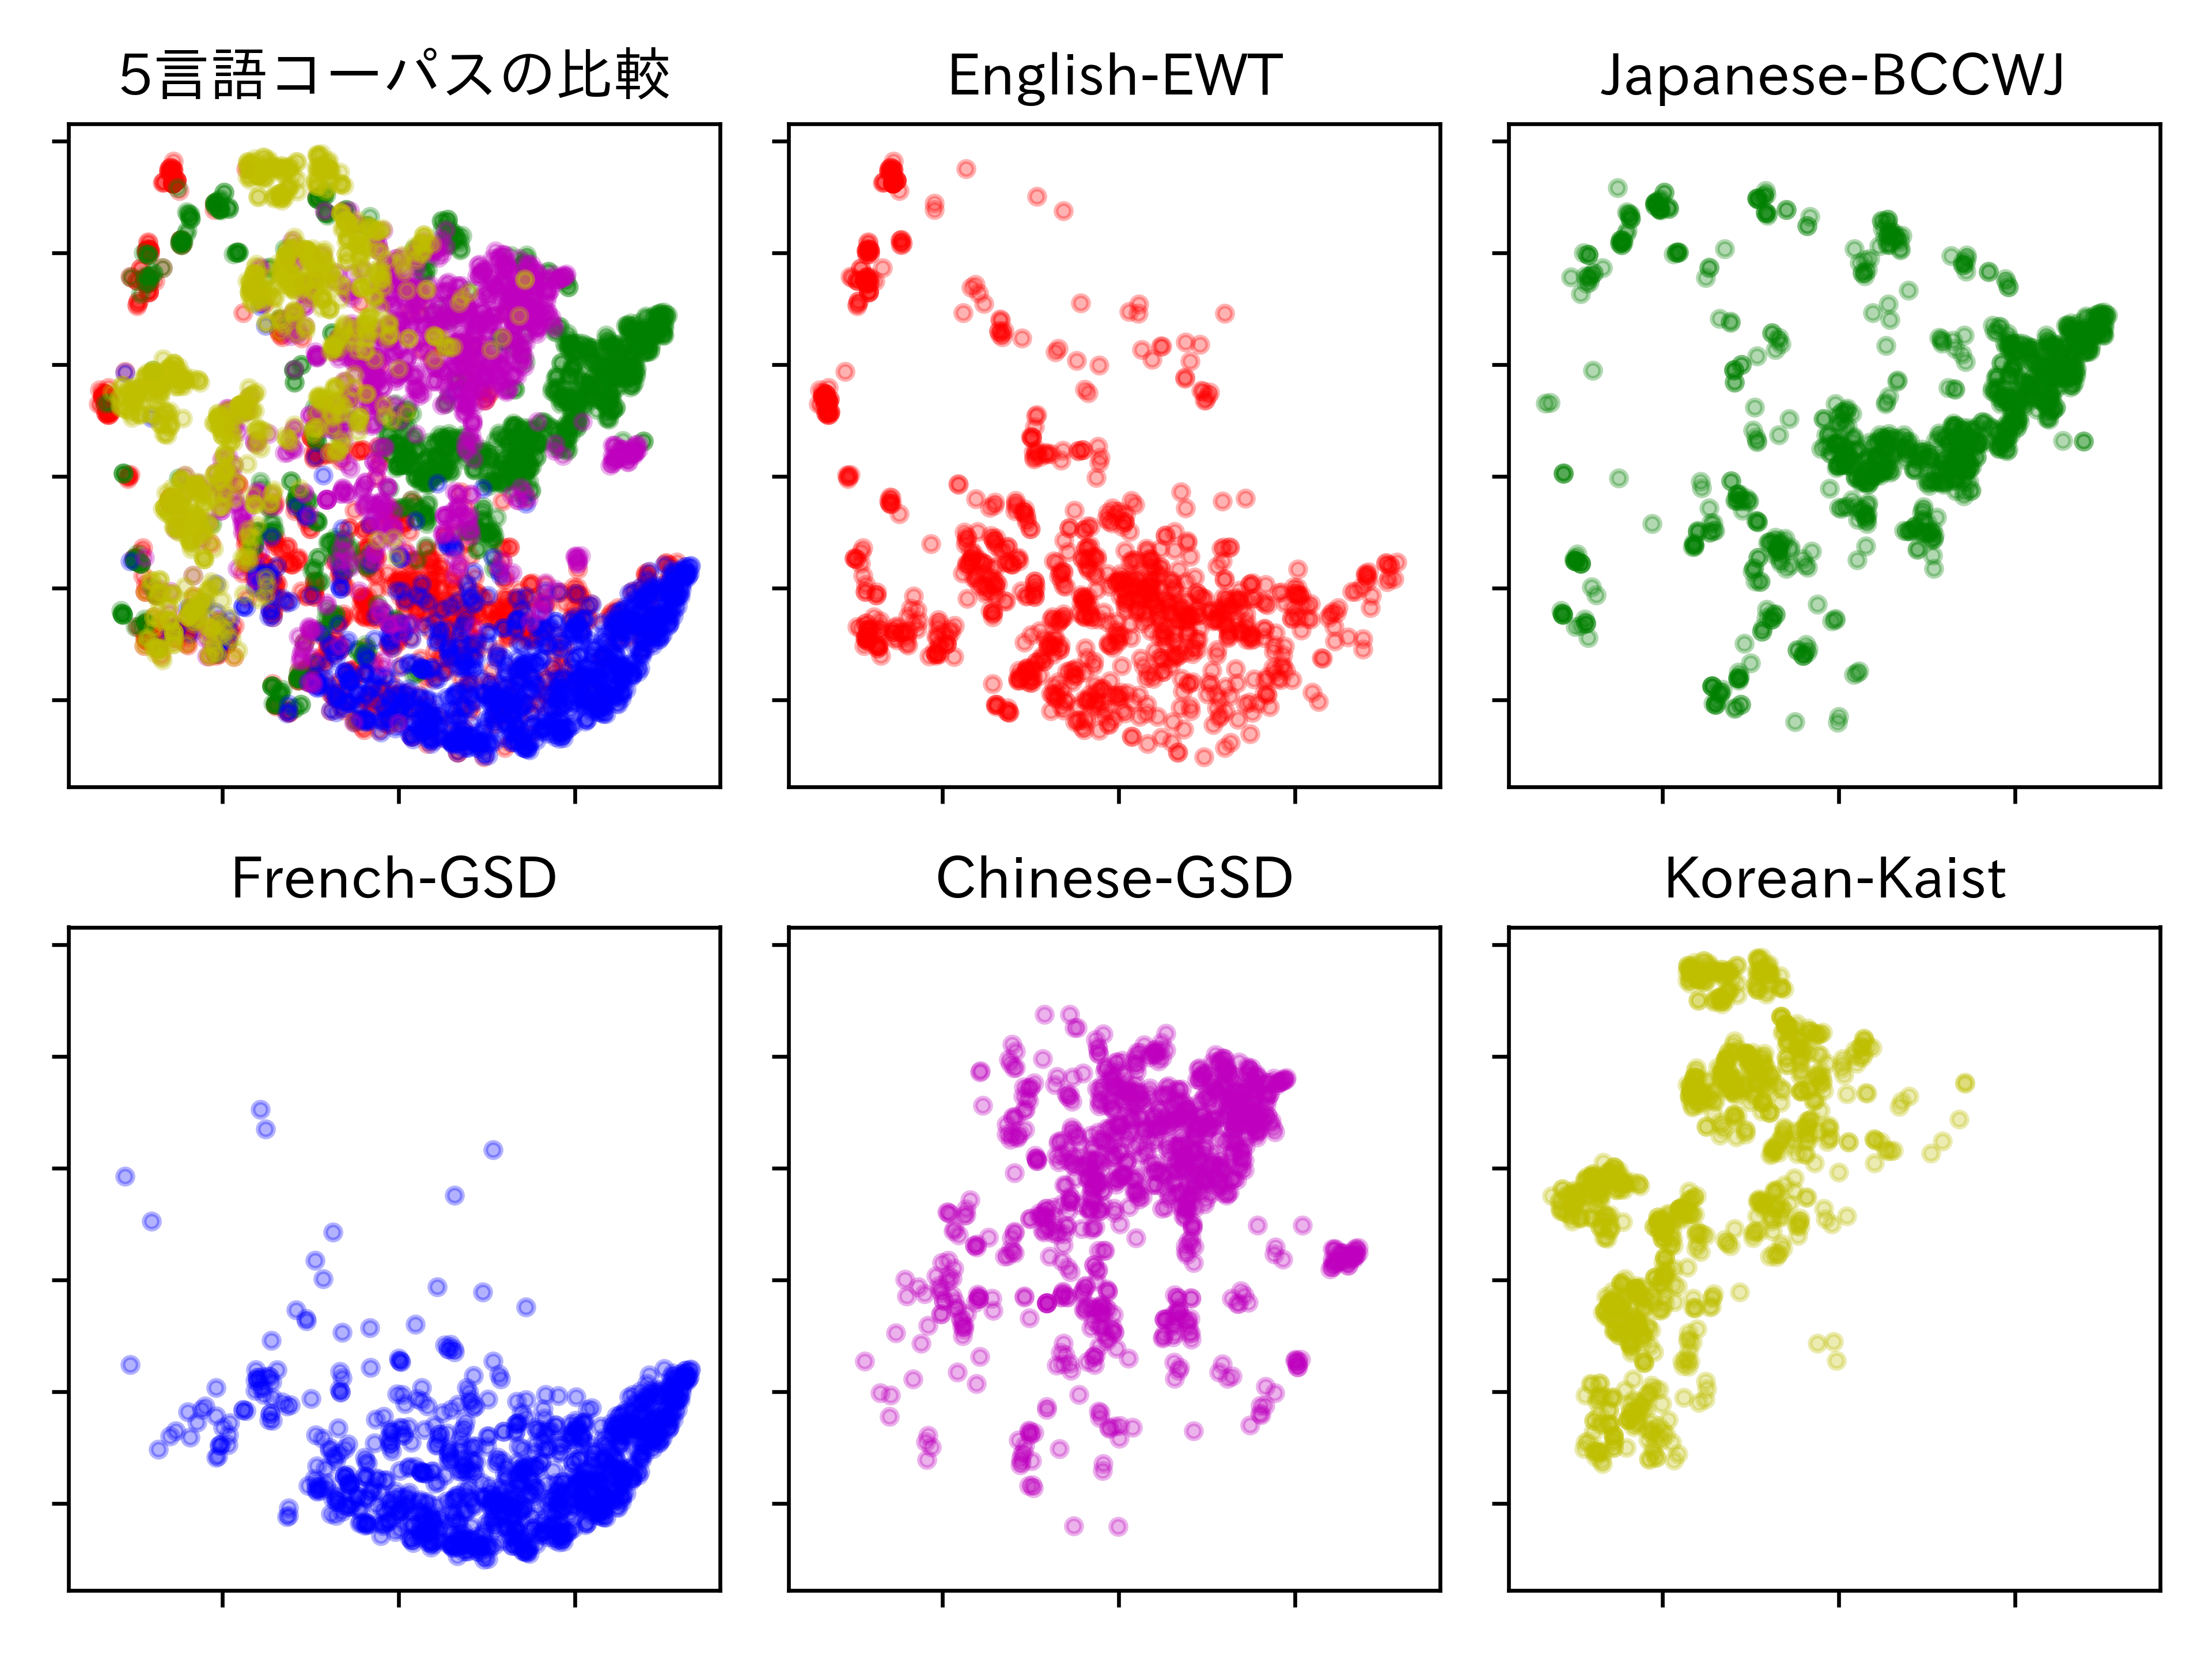 5言語コーパスの比較
English-EWT
Japanese-BCCWJ
French-GSD
Chinese-GSD
Korean-Kaist